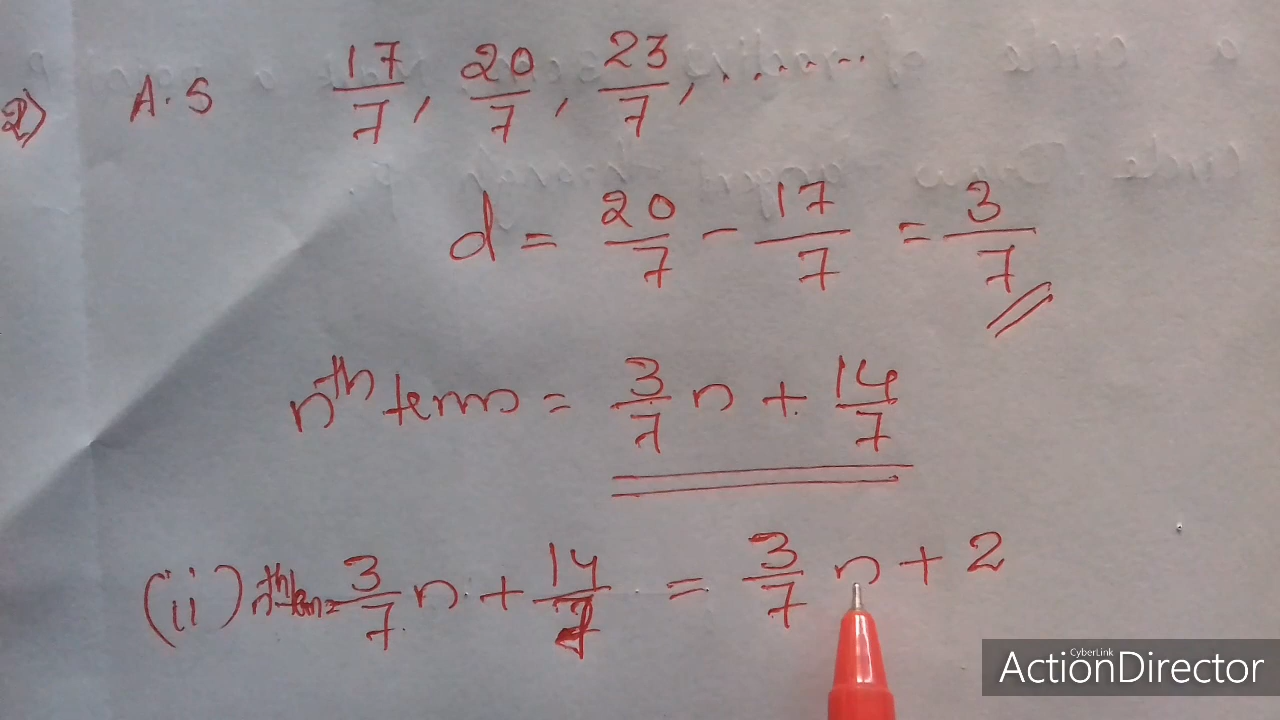 2) A.S 17/7, 20/7, 23/7, .......
d = 20/7 - 17/7 = 3/7
nth term = 3/7 n + 14/7
(ii) nth term = 3/7 n + 14/7 = 3/7 n + 2
CyberLink
ActionDirector